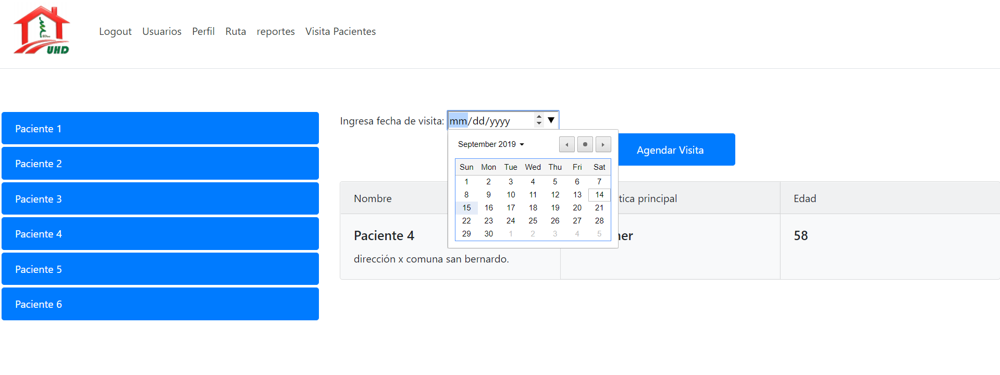 UHD
Logout Usuarios Perfil Ruta reportes Visita Pacientes
Paciente 1
Paciente 2
Paciente 3
Paciente 4
Paciente 5
Paciente 6
Ingresa fecha de visita: mm/dd/yyyy
September 2019
Sun Mon Tue Wed Thu Fri Sat
1 2 3 4 5 6 7
8 9 10 11 12 13 14
15 16 17 18 19 20 21
22 23 24 25 26 27 28
29 30 1 2 3 4 5
Agendar Visita
Nombre tica principal Edad
Paciente 4 ner 58
dirección x comuna san bernardo.